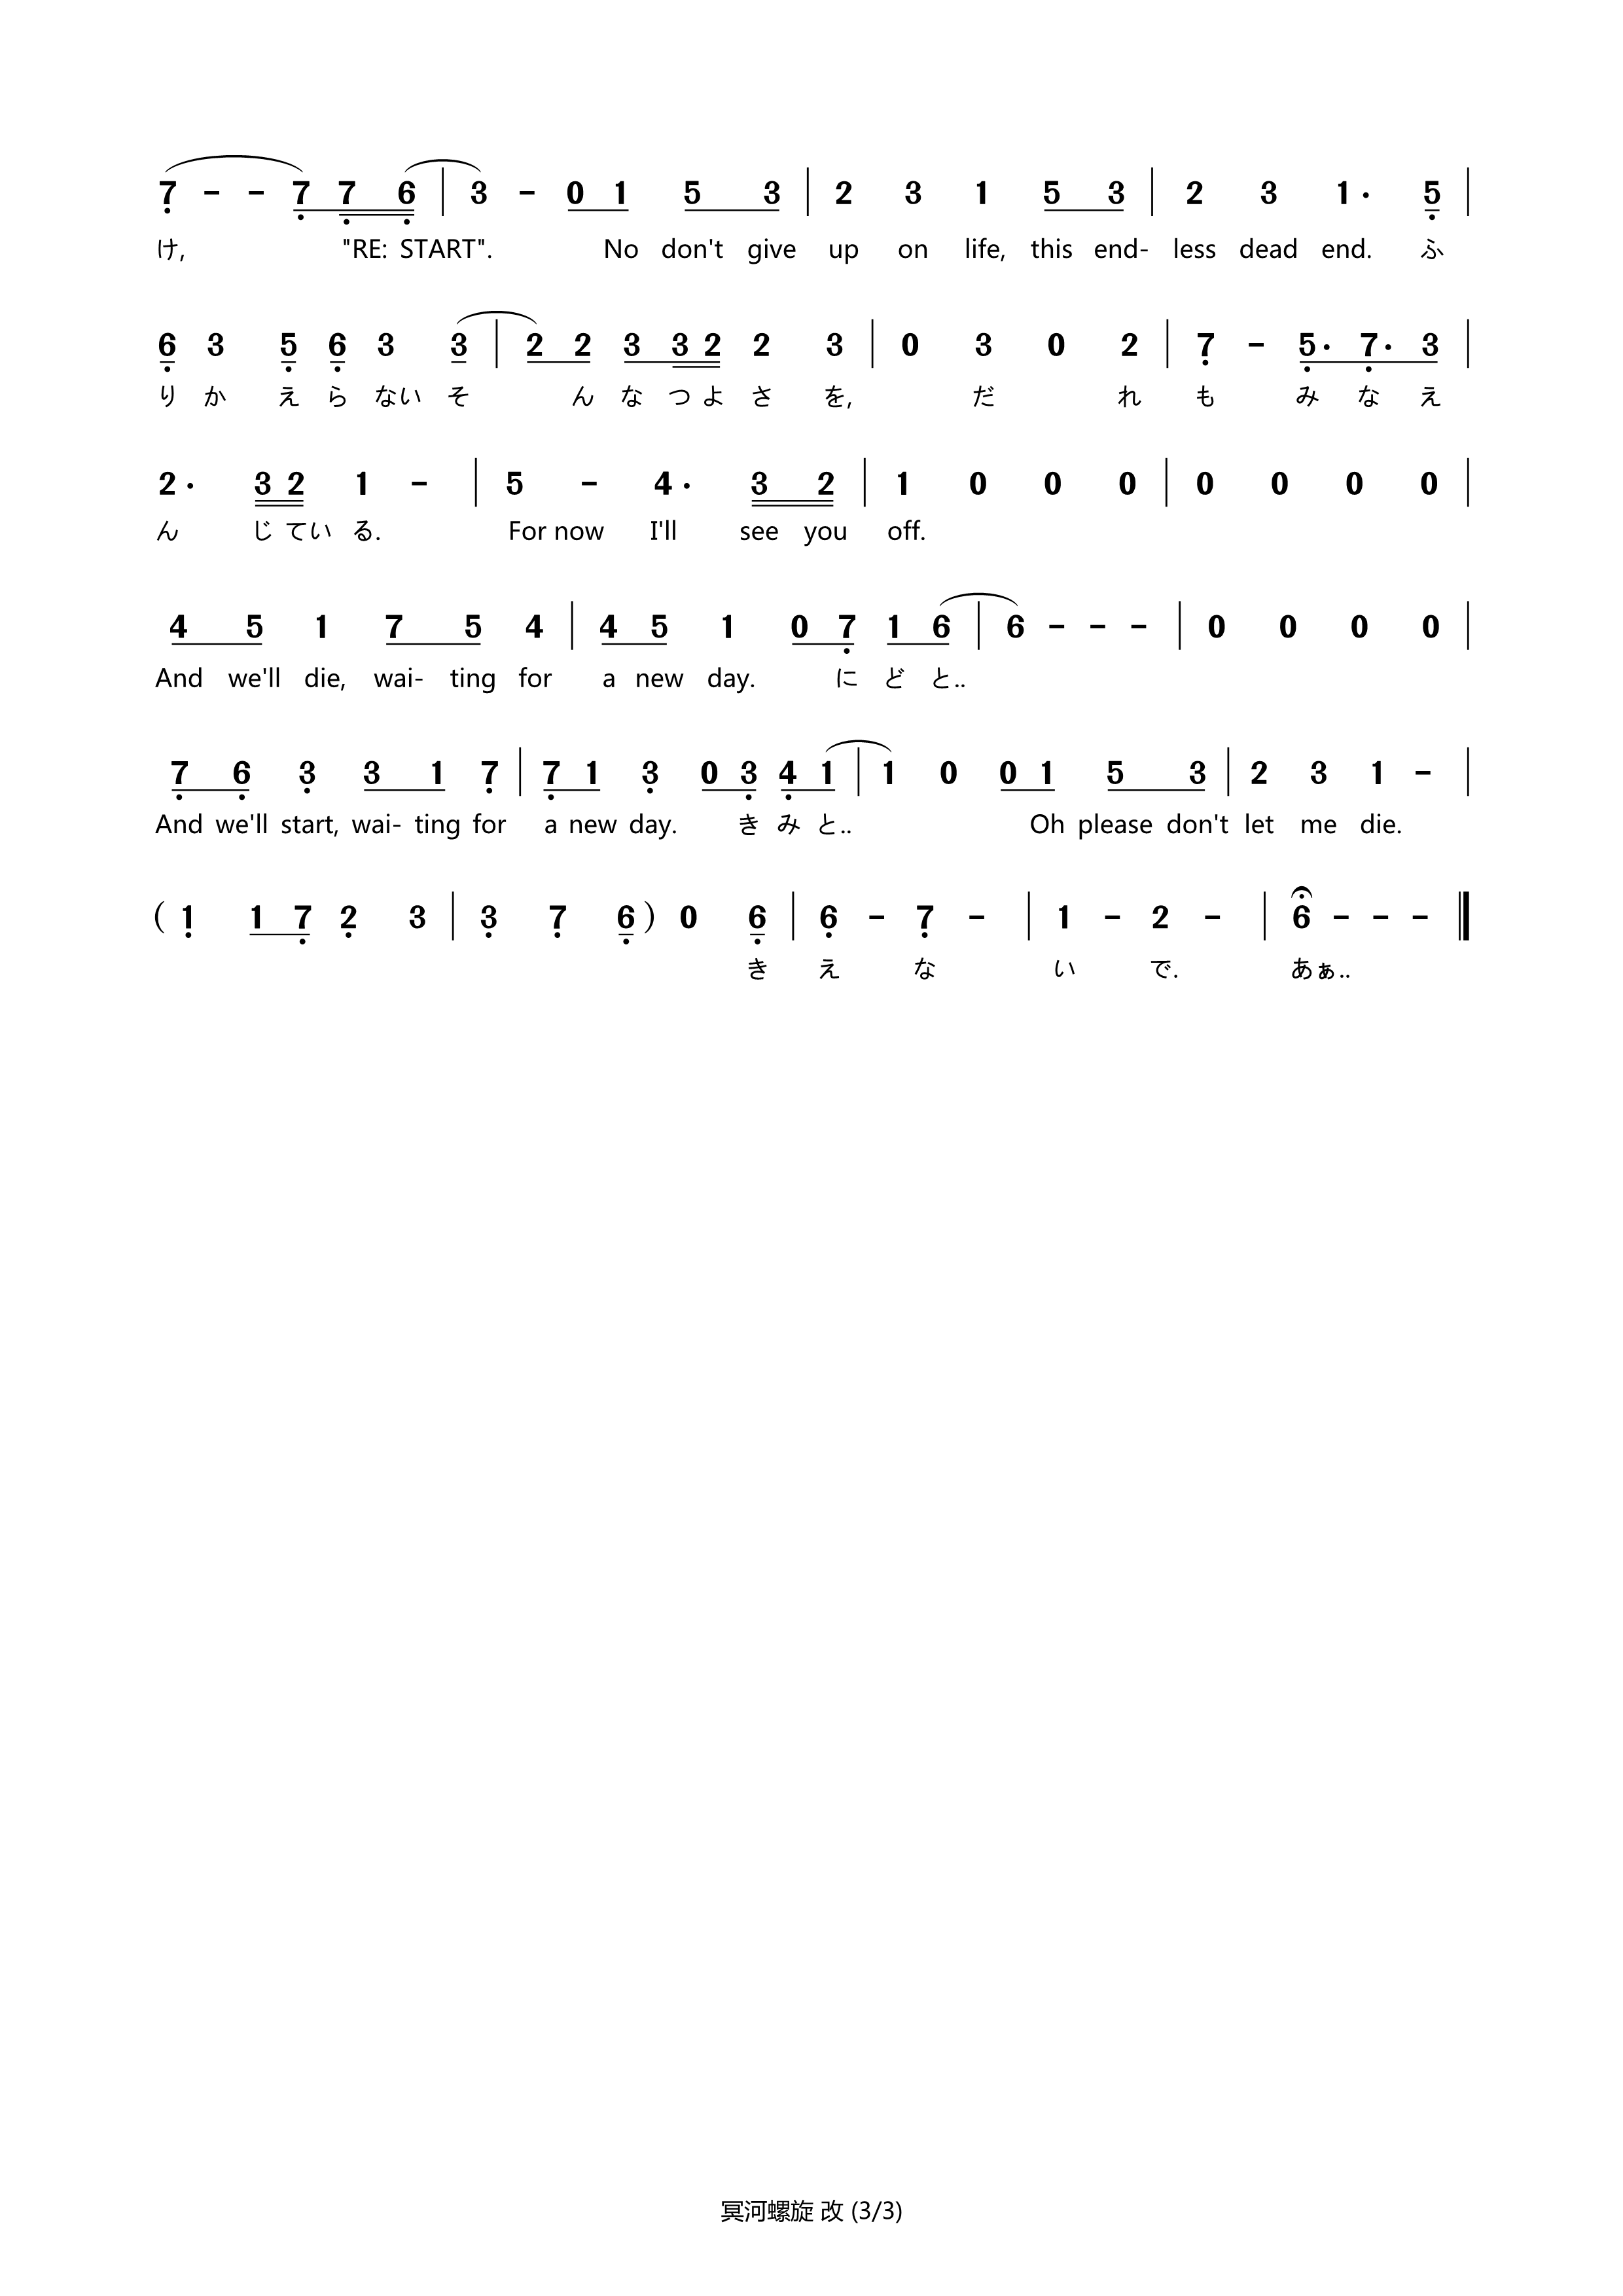 7 - - 7 7 6 | 3 - 0 1 5 3 | 2 3 1 5 3 | 2 3 1 · 5 |
け, "RE: START". No don't give up on life, this end- less dead end. ふ
6 3 5 6 3 3 | 2 2 3 3 2 2 3 | 0 3 0 2 | 7 - 5 · 7 · 3 |
り か え ら ない そ ん な つ よ さ を, だ れ も み な え
2 · 3 2 1 - | 5 - 4 · 3 2 | 1 0 0 0 | 0 0 0 0 |
ん じ てい る. For now I'll see you off.
4 5 1 7 5 4 | 4 5 1 0 7 1 6 | 6 - - - | 0 0 0 0 |
And we'll die, wai- ting for a new day. に ど と..
7 6 3 3 1 7 | 7 1 3 0 3 4 1 | 1 0 0 1 5 3 | 2 3 1 - |
And we'll start, wai- ting for a new day. き み と.. Oh please don't let me die.
( 1 1 7 2 3 | 3 7 6 ) 0 6 | 6 - 7 - | 1 - 2 - | 6 - - -
き え な い で. あぁ..
冥河螺旋 改 (3/3)